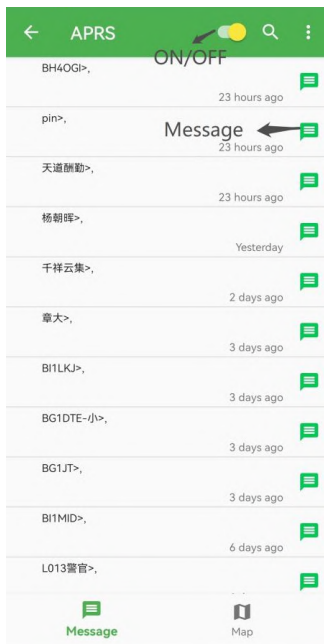 APRS
ON/OFF
BH4OGI>,
23 hours ago
pin>,
Message
23 hours ago
天道酬勤>,
23 hours ago
杨朝晖>,
Yesterday
千祥云集>,
2 days ago
章大>,
3 days ago
BI1LKJ>,
3 days ago
BG1DTE-小>,
3 days ago
BG1JT>,
3 days ago
BI1MID>,
6 days ago
L013警官>,
Message
Map